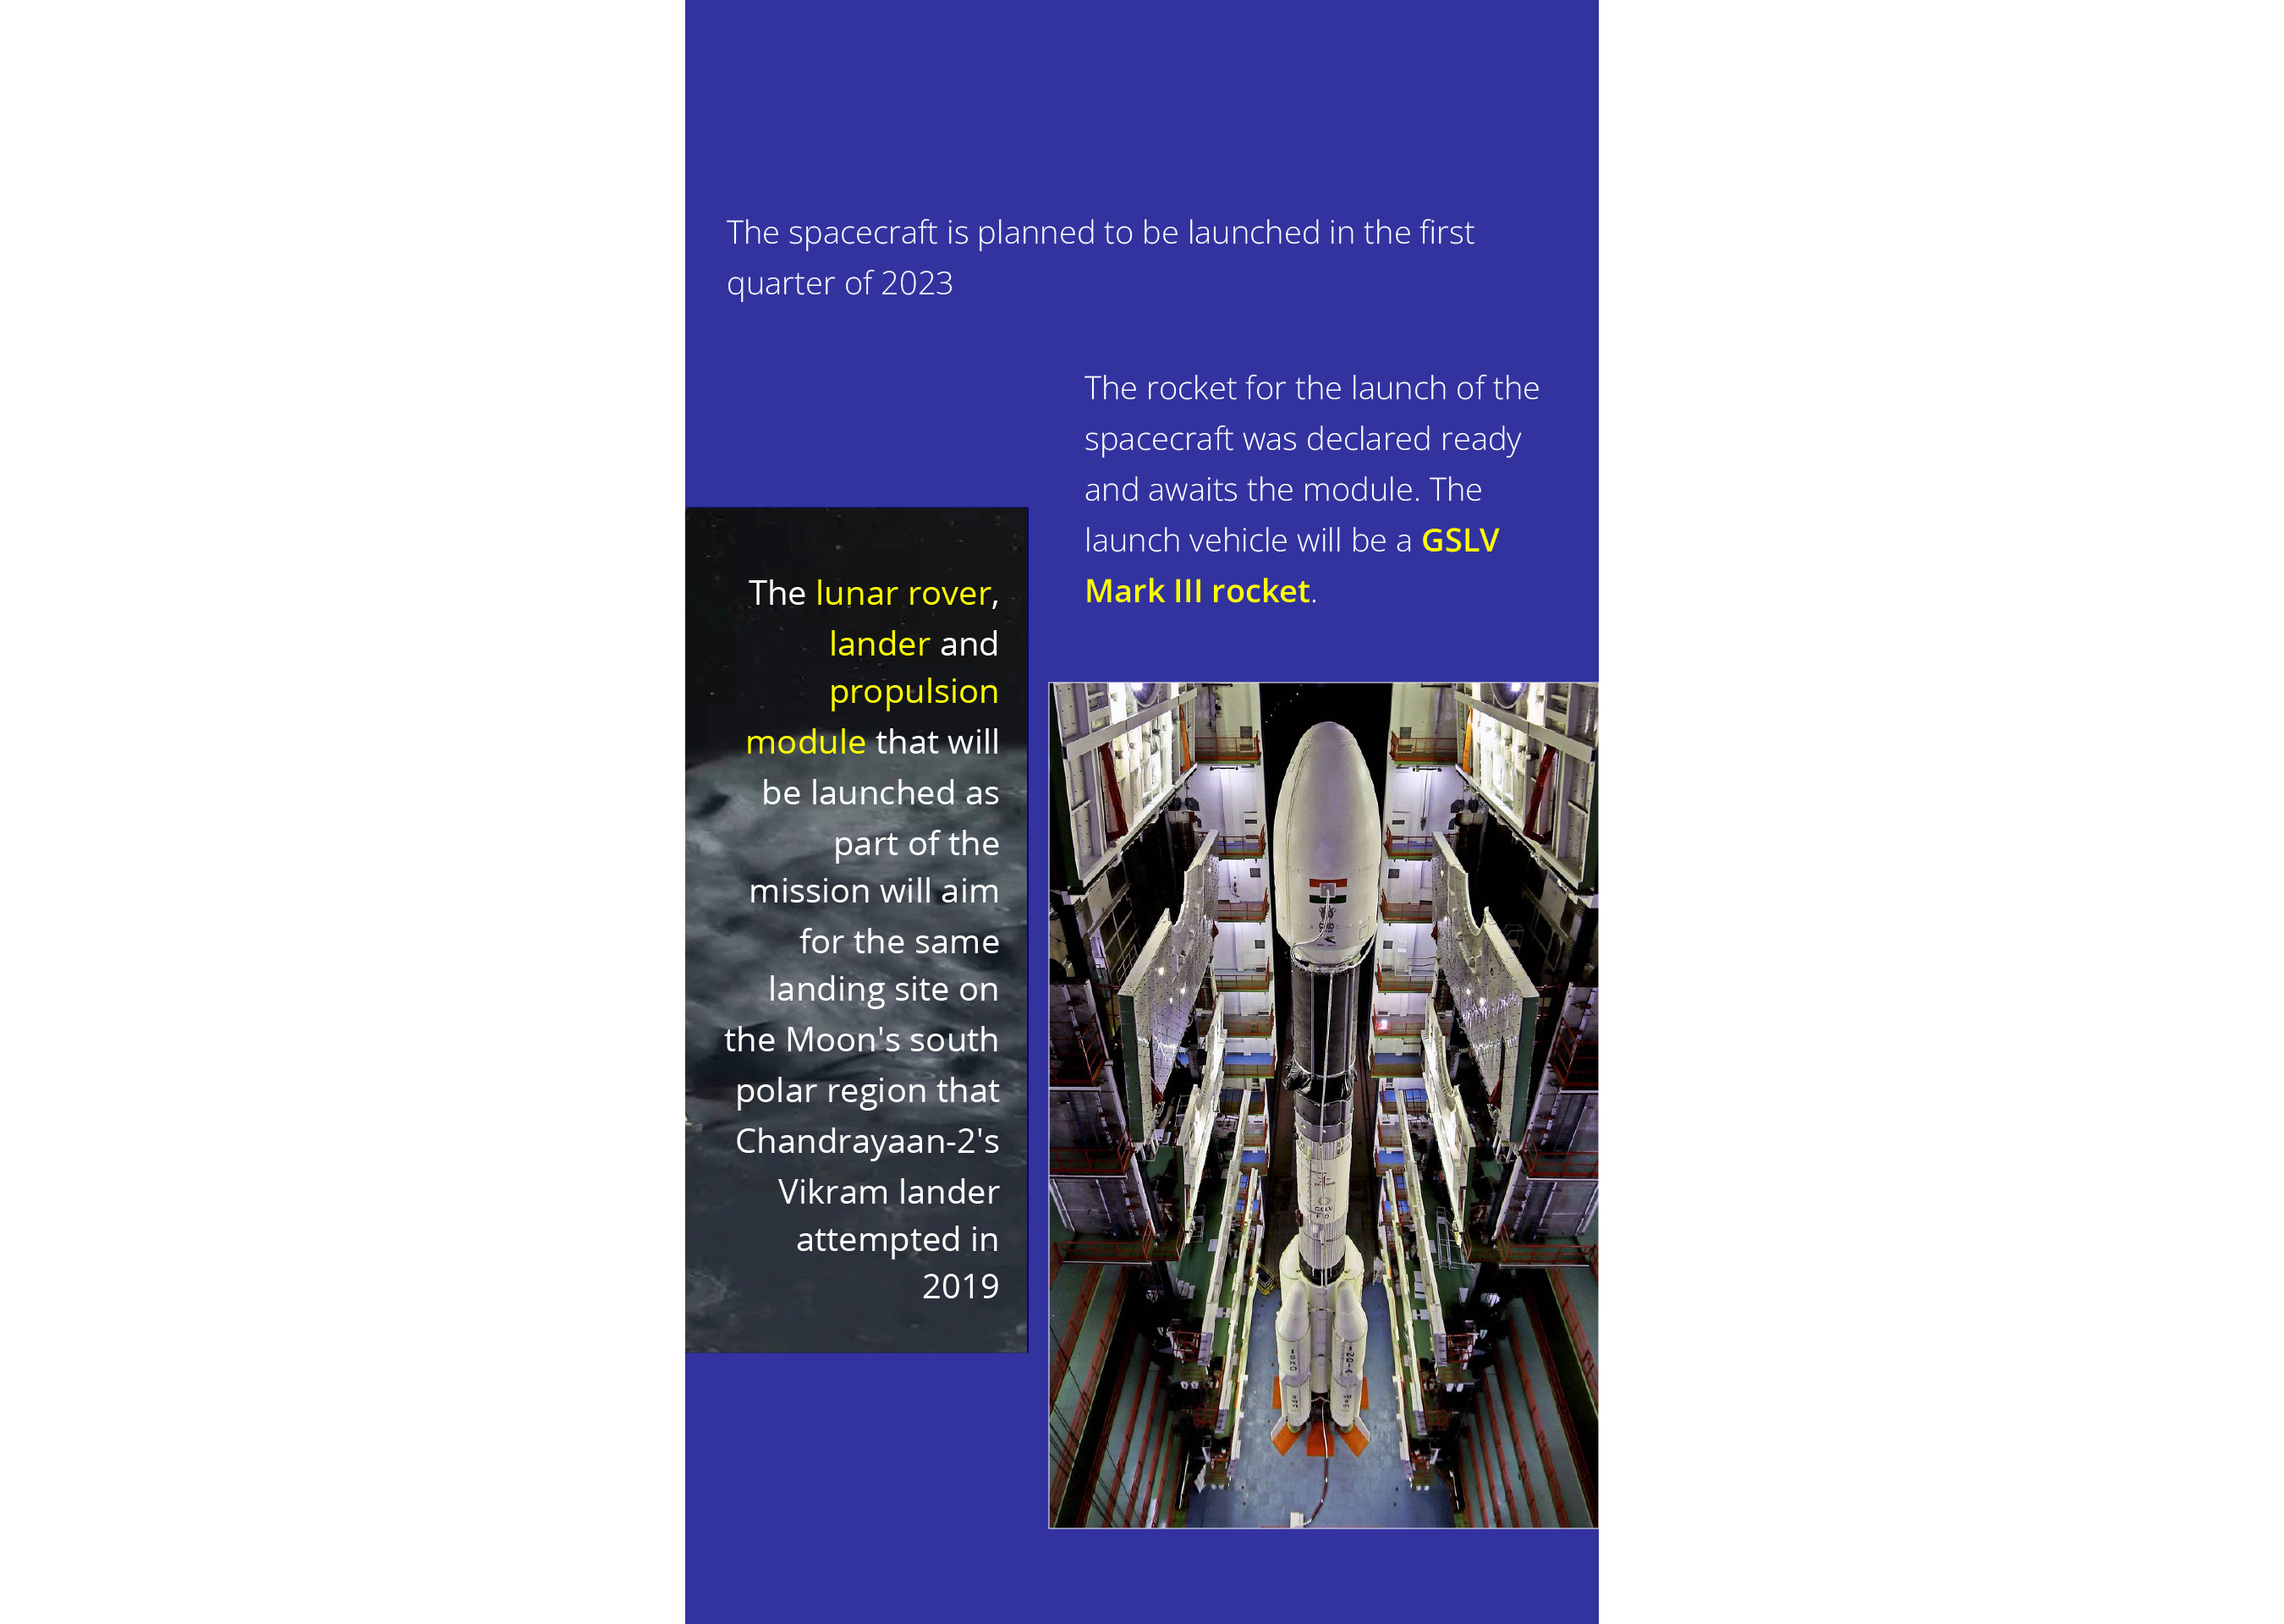 The spacecraft is planned to be launched in the first
quarter of 2023
The rocket for the launch of the
spacecraft was declared ready
and awaits the module. The
launch vehicle will be a GSLV
Mark III rocket.
The lunar rover,
lander and
propulsion
module that will
be launched as
part of the
mission will aim
for the same
landing site on
the Moon's south
polar region that
Chandrayaan-2's
Vikram lander
attempted in
2019
GSLV
ISRO
INDIA